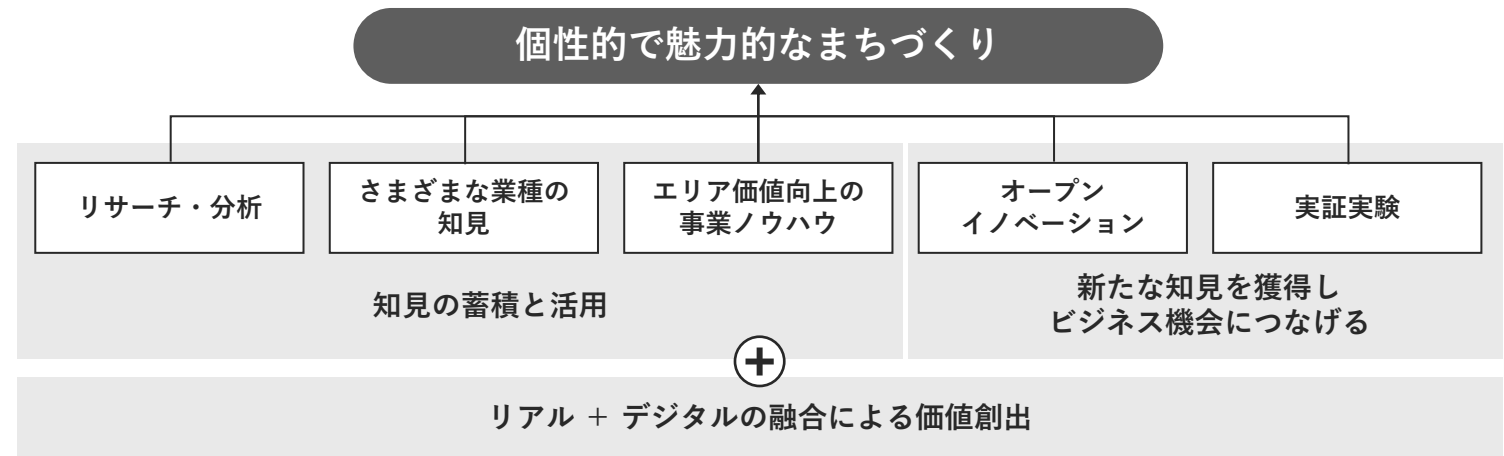 個性的で魅力的なまちづくり
リサーチ・分析
さまざまな業種の
知見
エリア価値向上の
事業ノウハウ
オープン
イノベーション
実証実験
知見の蓄積と活用
新たな知見を獲得し
ビジネス機会につなげる
+
リアル + デジタルの融合による価値創出